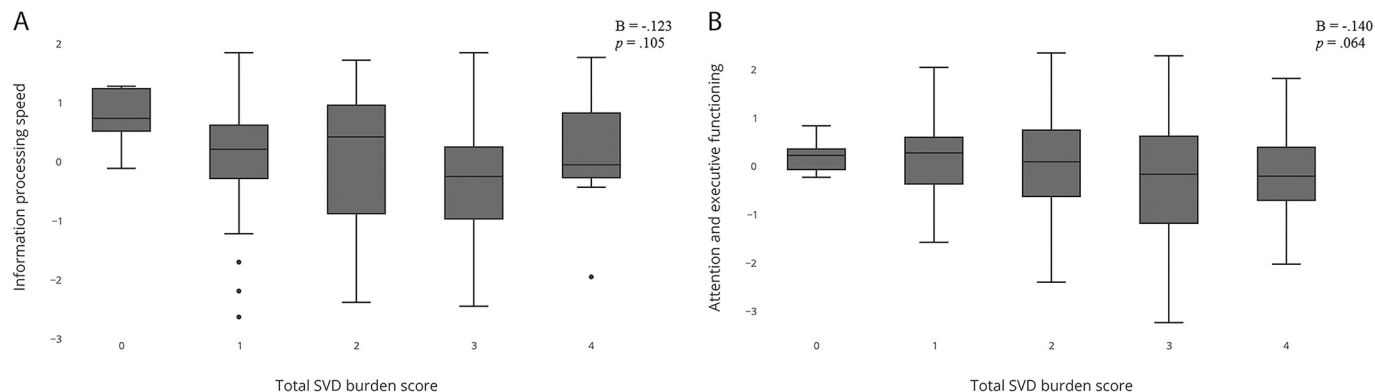 A
B = -.123
p = .105
Information processing speed
2
1
0
−1
−2
−3
0 1 2 3 4
Total SVD burden score
B
B = -.140
p = .064
Attention and executive functioning
2
1
0
−1
−2
−3
0 1 2 3 4
Total SVD burden score